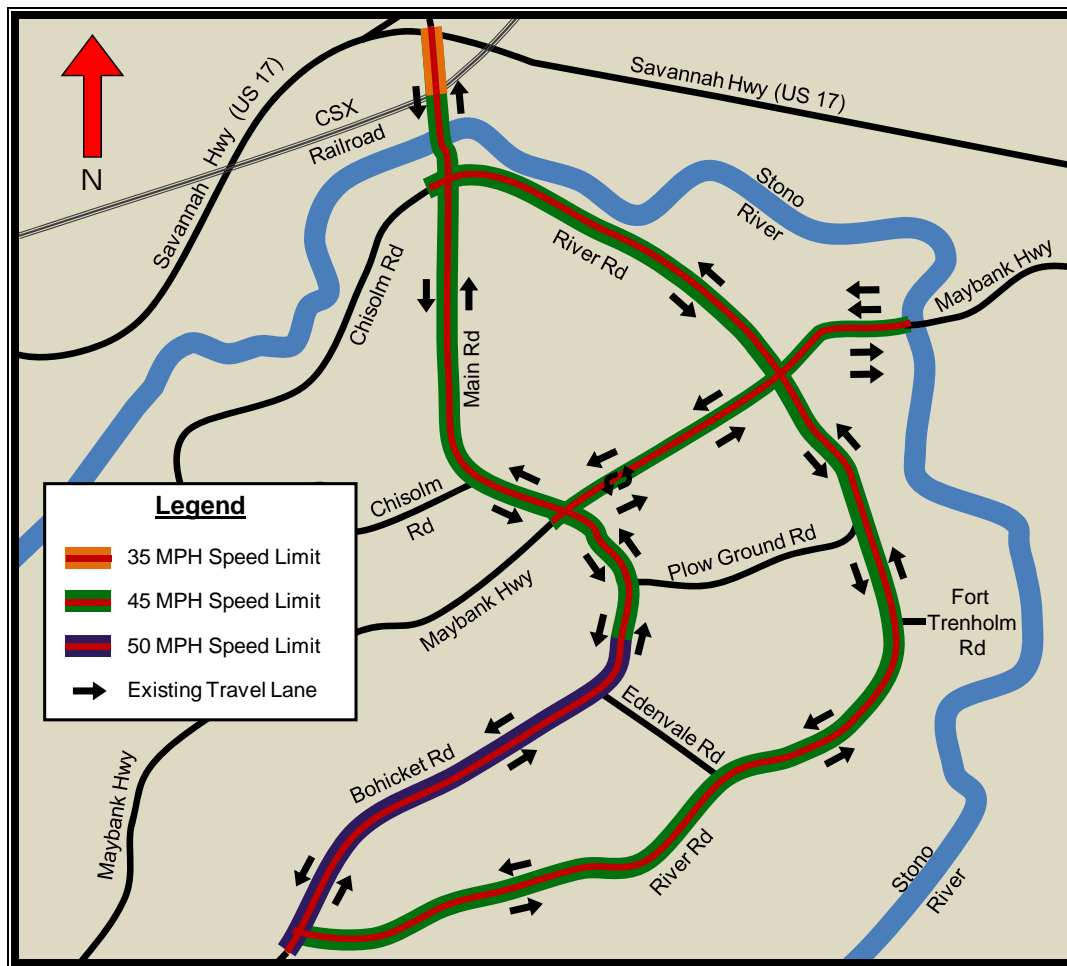 Savannah Hwy (US 17)
Savannah Hwy (US 17)
CSX
Railroad
N
Stono
River
Chisolm Rd
River Rd
Maybank Hwy
Main Rd
Chisolm
Rd
Plow Ground Rd
Maybank Hwy
Fort
Trenholm
Rd
Legend
35 MPH Speed Limit
45 MPH Speed Limit
50 MPH Speed Limit
Existing Travel Lane
Edenvale Rd
Bohicket Rd
Maybank Hwy
River Rd
Stono
River